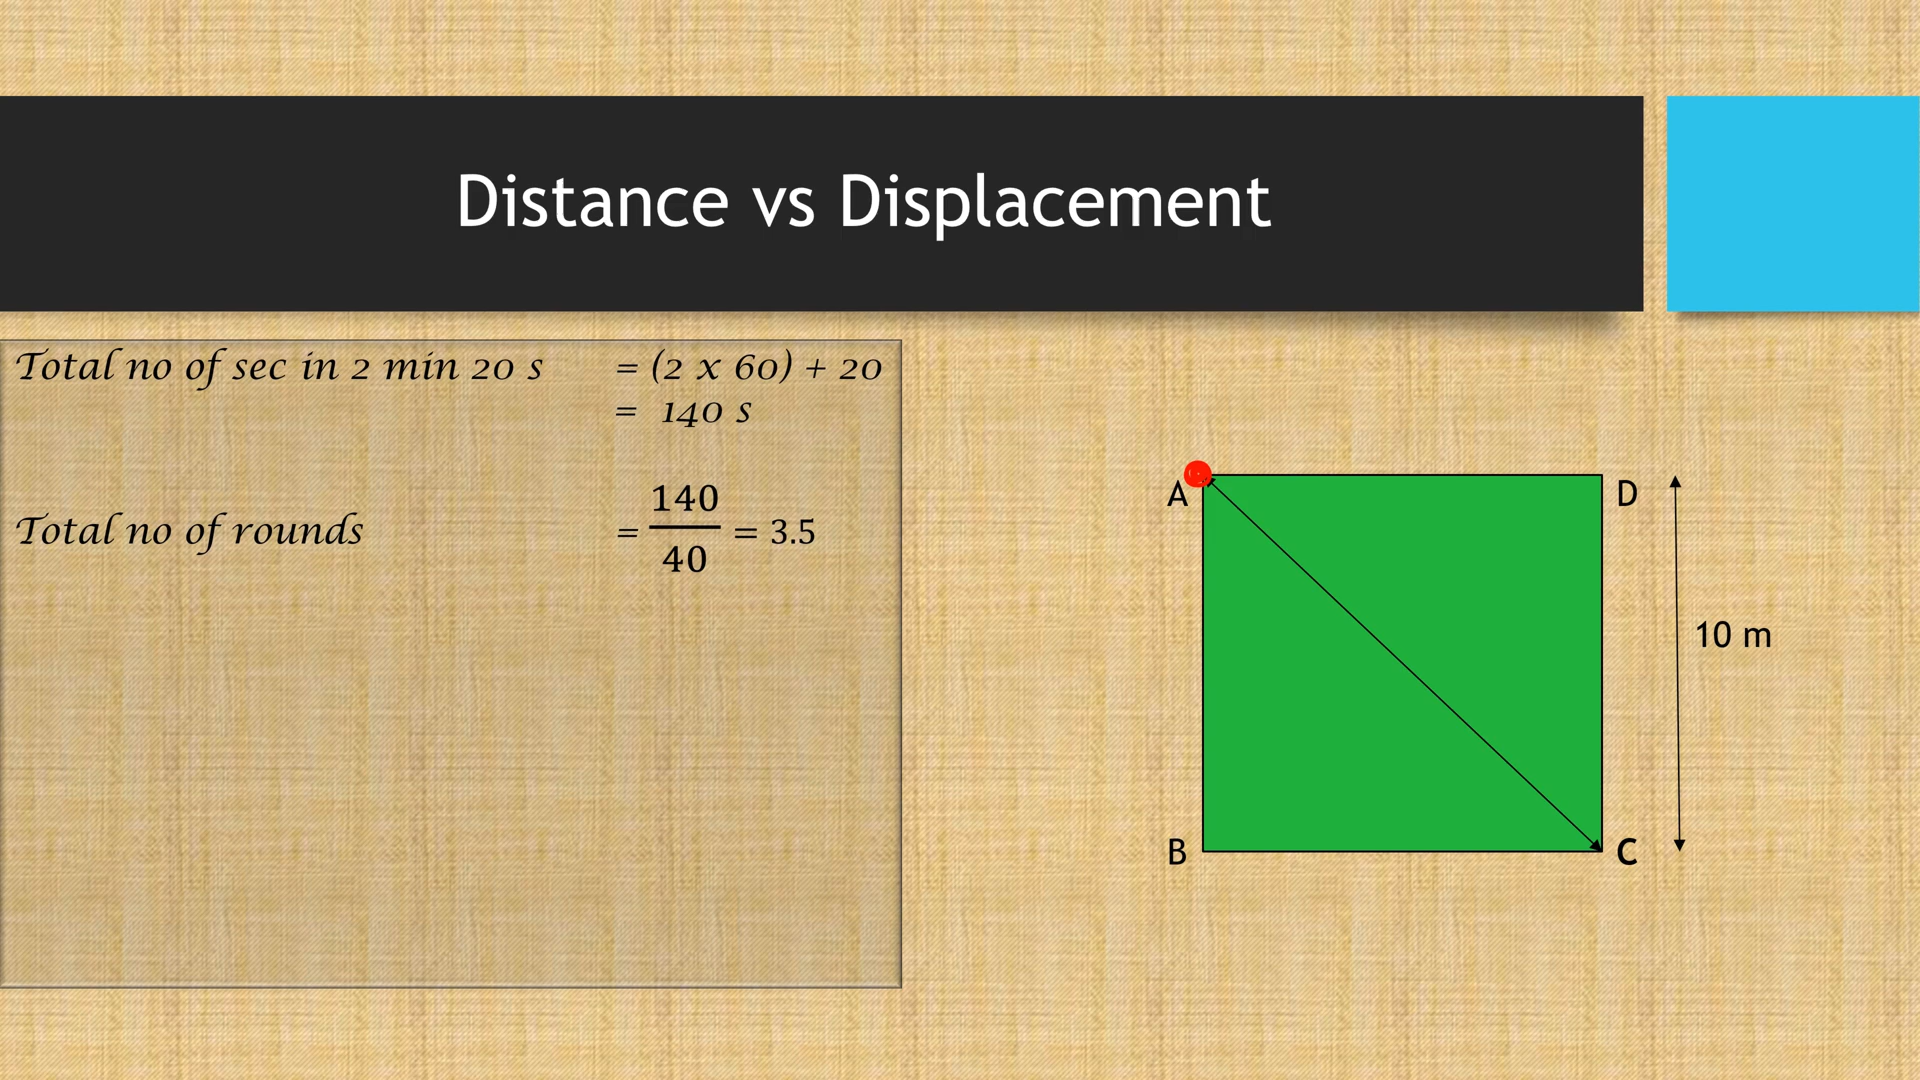 Distance vs Displacement
Total no of sec in 2 min 20 s = (2 x 60) + 20
= 140 s
Total no of rounds = 140/40 = 3.5
A
D
10 m
B
C